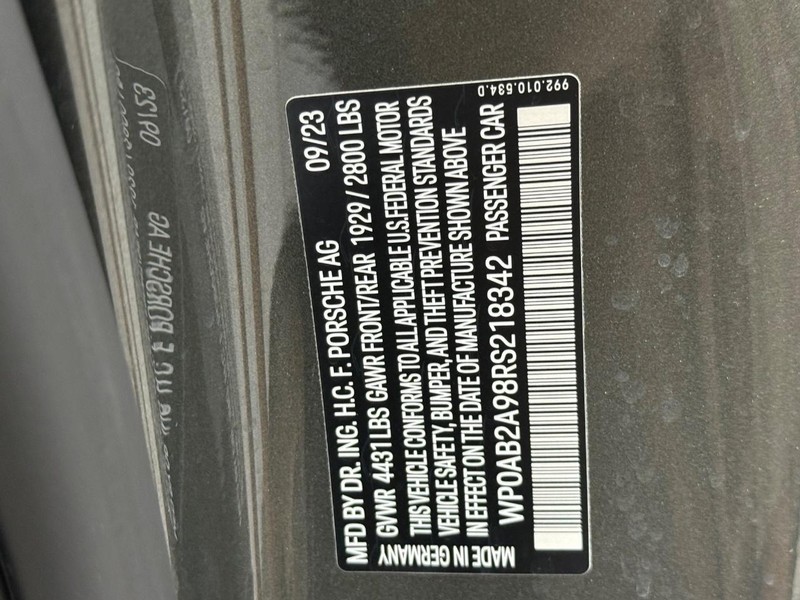 MFD BY DR. ING. H.C. F. PORSCHE AG 09/23
GVWR 4431 LBS GAWR FRONT/REAR 1929 / 2800 LBS
THIS VEHICLE CONFORMS TO ALL APPLICABLE U.S. FEDERAL MOTOR
VEHICLE SAFETY, BUMPER, AND THEFT PREVENTION STANDARDS
IN EFFECT ON THE DATE OF MANUFACTURE SHOWN ABOVE
WP0AB2A98RS218342 PASSENGER CAR
MADE IN GERMANY
992.010.534.D